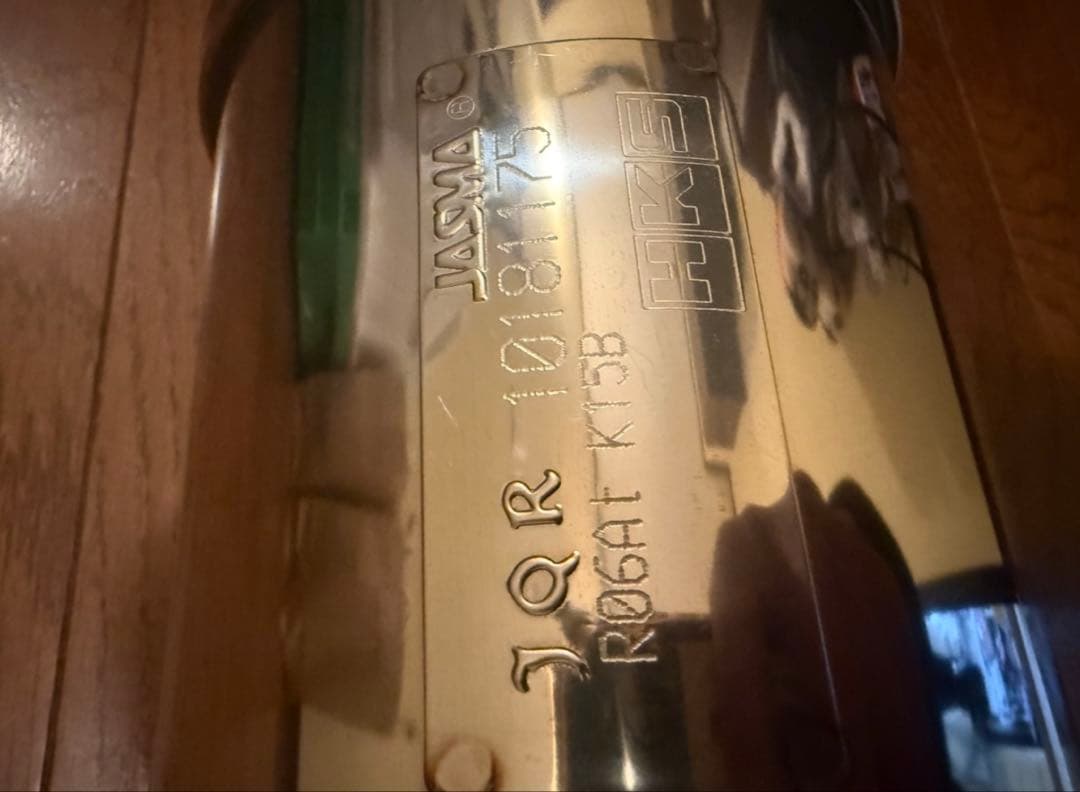 JASMA ®
JQR 10181175
R06At K15B
HKS